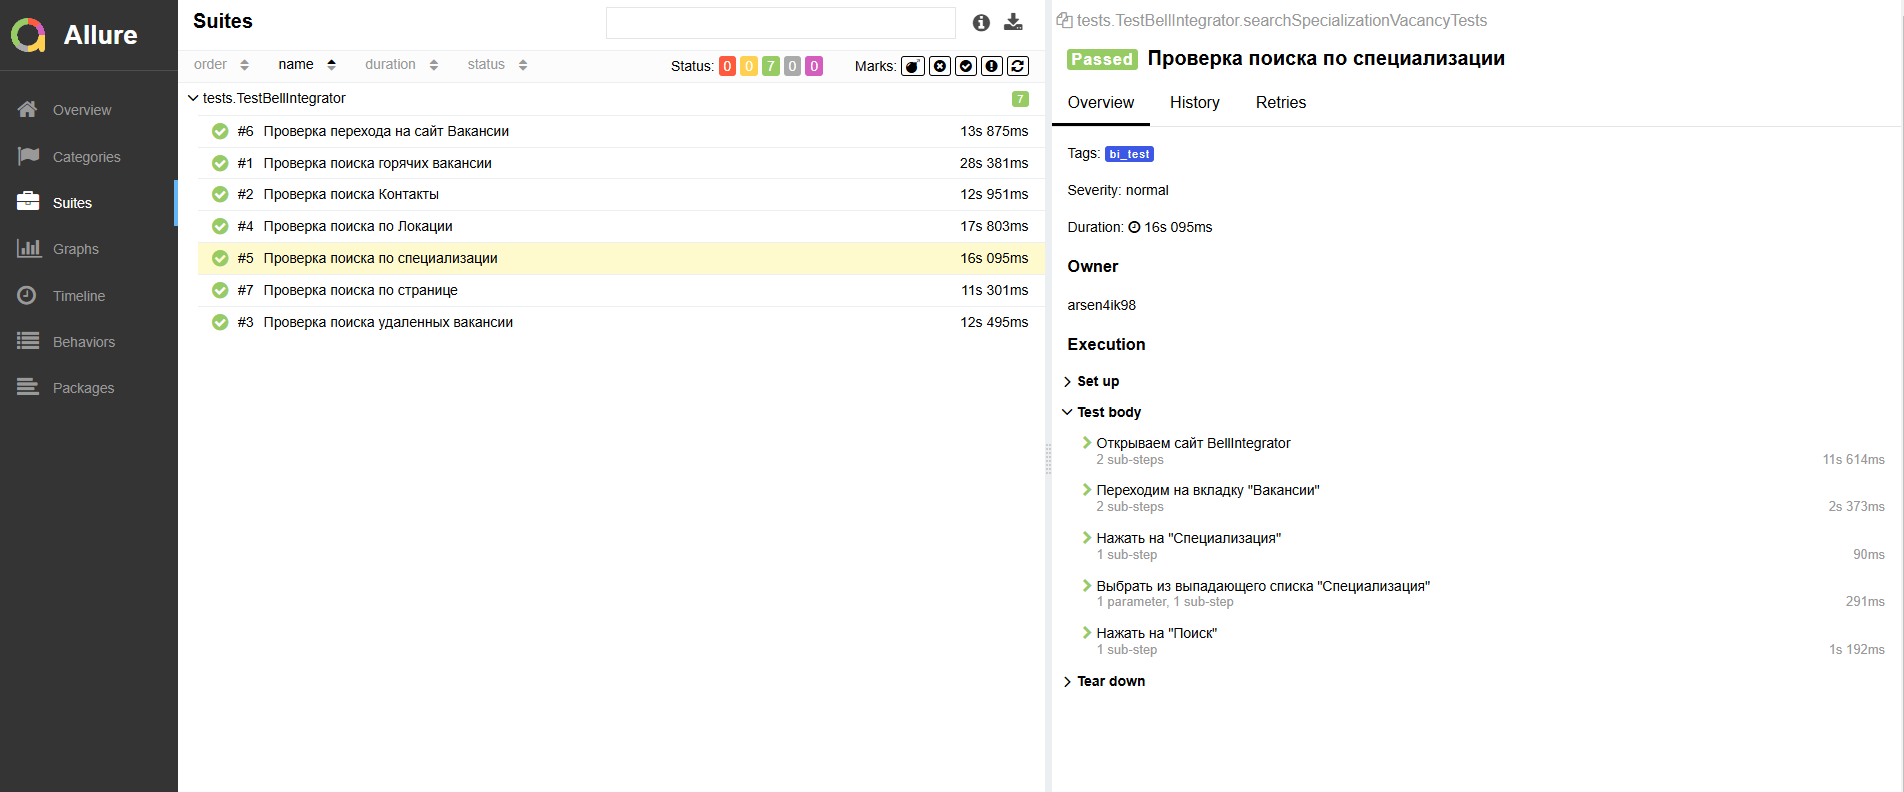 Allure
Overview
Categories
Suites
Graphs
Timeline
Behaviors
Packages
Suites
order name duration status
Status: 0 0 7 0 0 Marks:
tests.TestBellIntegrator 7
#6 Проверка перехода на сайт Вакансии 13s 875ms
#1 Проверка поиска горячих вакансии 28s 381ms
#2 Проверка поиска Контакты 12s 951ms
#4 Проверка поиска по Локации 17s 803ms
#5 Проверка поиска по специализации 16s 095ms
#7 Проверка поиска по странице 11s 301ms
#3 Проверка поиска удаленных вакансии 12s 495ms
tests.TestBellIntegrator.searchSpecializationVacancyTests
Passed Проверка поиска по специализации
Overview History Retries
Tags: bi_test
Severity: normal
Duration: 16s 095ms
Owner
arsen4ik98
Execution
Set up
Test body
Открываем сайт BellIntegrator
2 sub-steps 11s 614ms
Переходим на вкладку "Вакансии"
2 sub-steps 2s 373ms
Нажать на "Специализация"
1 sub-step 90ms
Выбрать из выпадающего списка "Специализация"
1 parameter, 1 sub-step 291ms
Нажать на "Поиск"
1 sub-step 1s 192ms
Tear down